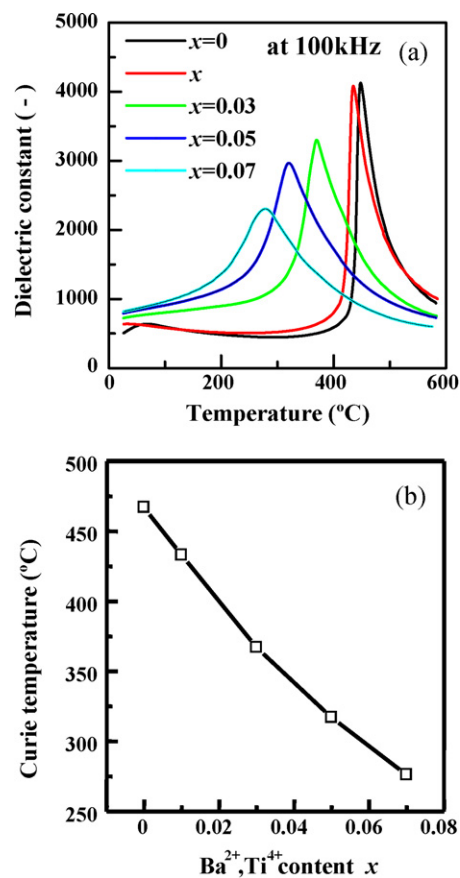 5000
4000
3000
2000
1000
0
x=0
x
x=0.03
x=0.05
x=0.07
at 100kHz
(a)
Dielectric constant ( - )
0
200
400
600
Temperature (ºC)
500
450
400
350
300
250
(b)
Curie temperature (ºC)
0
0.02
0.04
0.06
0.08
Ba²⁺,Ti⁴⁺content x